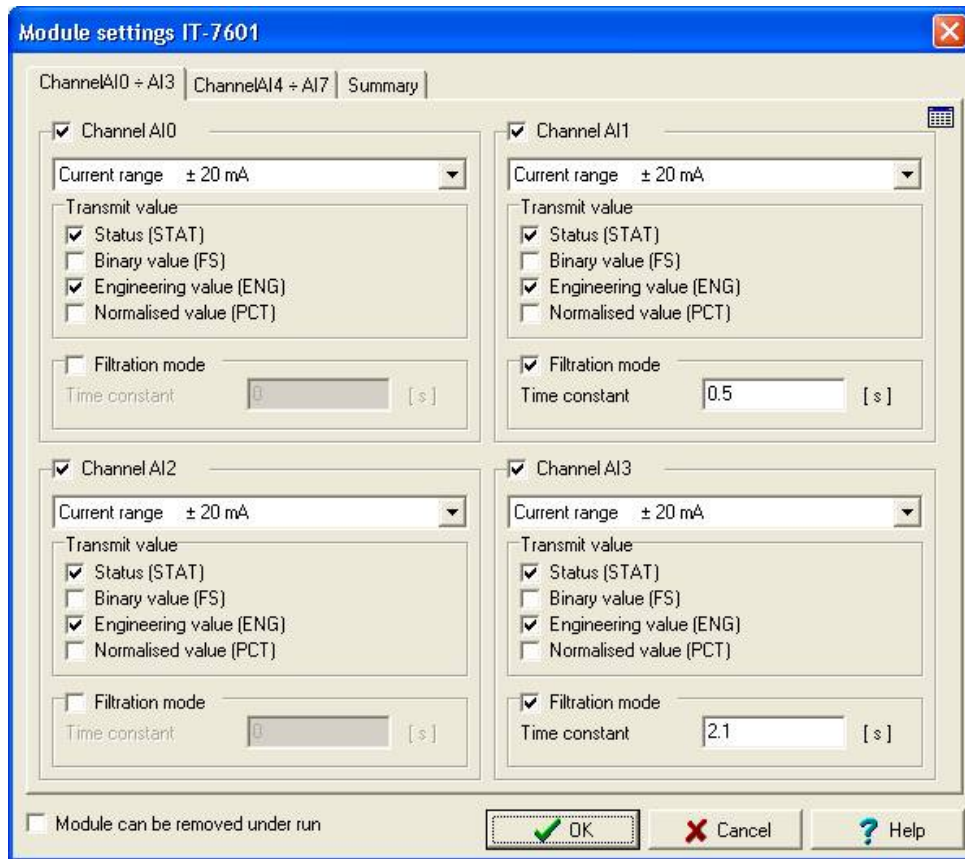 Module settings IT-7601
ChannelAI0 ÷ AI3 ChannelAI4 ÷ AI7 Summary
Channel AI0
Current range ± 20 mA
Transmit value
Status (STAT)
Binary value (FS)
Engineering value (ENG)
Normalised value (PCT)
Filtration mode
Time constant 0 [ s ]
Channel AI1
Current range ± 20 mA
Transmit value
Status (STAT)
Binary value (FS)
Engineering value (ENG)
Normalised value (PCT)
Filtration mode
Time constant 0.5 [ s ]
Channel AI2
Current range ± 20 mA
Transmit value
Status (STAT)
Binary value (FS)
Engineering value (ENG)
Normalised value (PCT)
Filtration mode
Time constant 0 [ s ]
Channel AI3
Current range ± 20 mA
Transmit value
Status (STAT)
Binary value (FS)
Engineering value (ENG)
Normalised value (PCT)
Filtration mode
Time constant 2.1 [ s ]
Module can be removed under run
OK Cancel ? Help